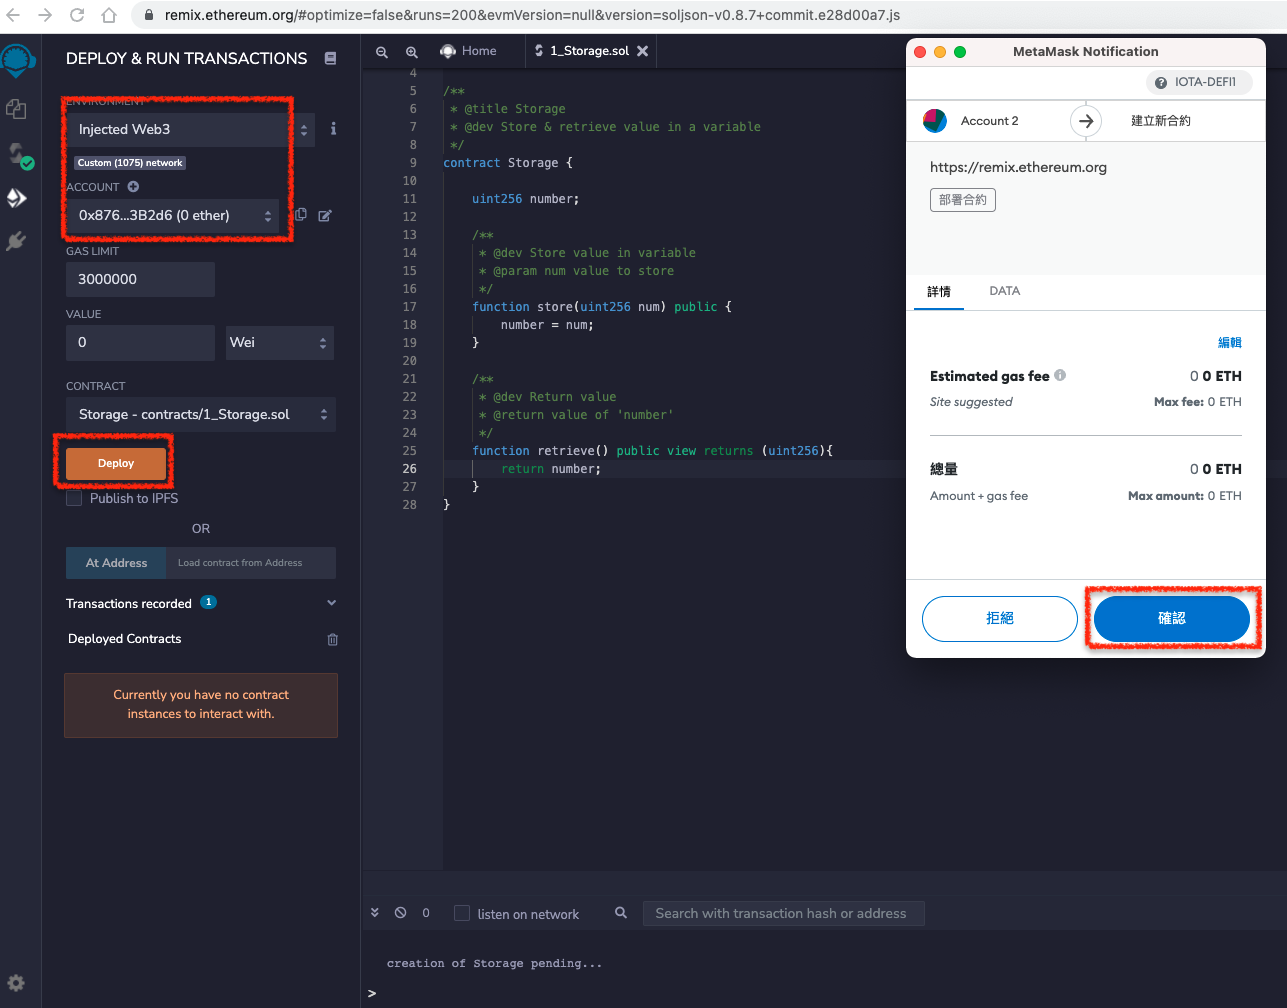 remix.ethereum.org/#optimize=false&runs=200&evmVersion=null&version=soljson-v0.8.7+commit.e28d00a7.js
DEPLOY & RUN TRANSACTIONS
ENVIRONMENT
Injected Web3
Custom (1075) network
ACCOUNT
0x876...3B2d6 (0 ether)
GAS LIMIT
3000000
VALUE
0
Wei
CONTRACT
Storage - contracts/1_Storage.sol
Deploy
Publish to IPFS
OR
At Address
Load contract from Address
Transactions recorded 1
Deployed Contracts
Currently you have no contract
instances to interact with.
Home
1_Storage.sol
4
5 /**
6 * @title Storage
7 * @dev Store & retrieve value in a variable
8 */
9 contract Storage {
10
11 uint256 number;
12
13 /**
14 * @dev Store value in variable
15 * @param num value to store
16 */
17 function store(uint256 num) public {
18 number = num;
19 }
20
21 /**
22 * @dev Return value
23 * @return value of 'number'
24 */
25 function retrieve() public view returns (uint256){
26 return number;
27 }
28 }
0
listen on network
Search with transaction hash or address
creation of Storage pending...
>
MetaMask Notification
IOTA-DEFI1
Account 2
建立新合約
https://remix.ethereum.org
部署合約
詳情
DATA
編輯
Estimated gas fee
0 0 ETH
Site suggested
Max fee: 0 ETH
總量
0 0 ETH
Amount + gas fee
Max amount: 0 ETH
拒絕
確認